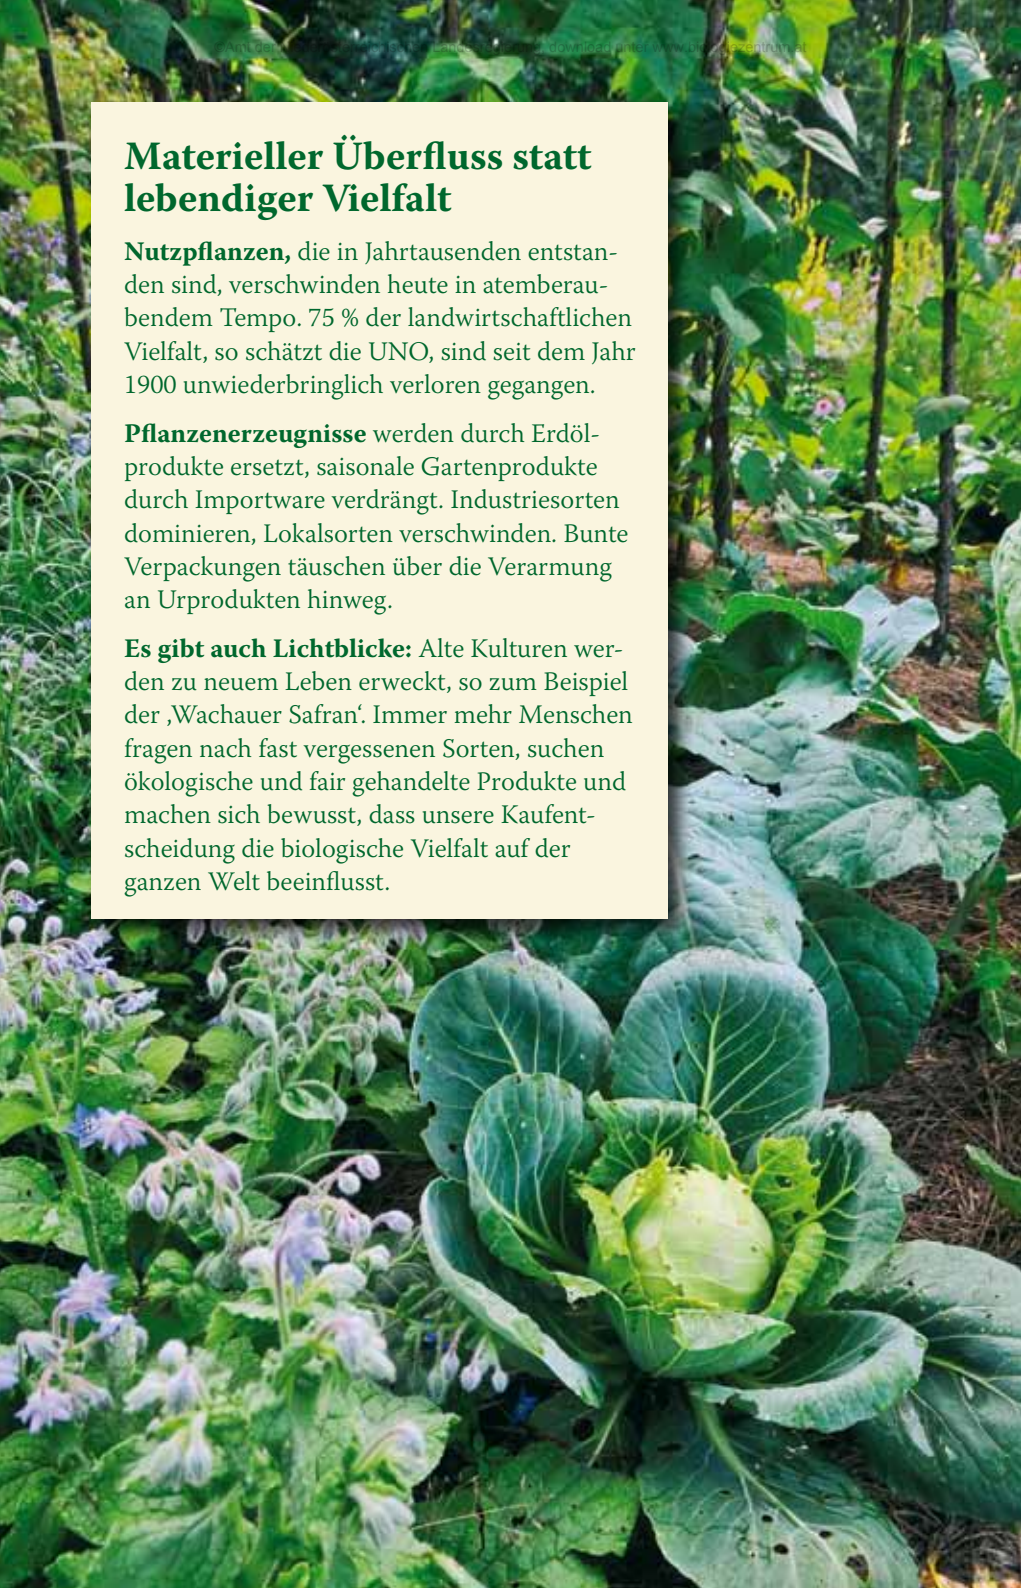 download unter www.biologiezentrum.at
Materieller Überfluss statt
lebendiger Vielfalt
Nutzpflanzen, die in Jahrtausenden entstan-
den sind, verschwinden heute in atemberau-
bendem Tempo. 75 % der landwirtschaftlichen
Vielfalt, so schätzt die UNO, sind seit dem Jahr
1900 unwiederbringlich verloren gegangen.
Pflanzenerzeugnisse werden durch Erdöl-
produkte ersetzt, saisonale Gartenprodukte
durch Importware verdrängt. Industriesorten
dominieren, Lokalsorten verschwinden. Bunte
Verpackungen täuschen über die Verarmung
an Urprodukten hinweg.
Es gibt auch Lichtblicke: Alte Kulturen wer-
den zu neuem Leben erweckt, so zum Beispiel
der ‚Wachauer Safran‘. Immer mehr Menschen
fragen nach fast vergessenen Sorten, suchen
ökologische und fair gehandelte Produkte und
machen sich bewusst, dass unsere Kaufent-
scheidung die biologische Vielfalt auf der
ganzen Welt beeinflusst.